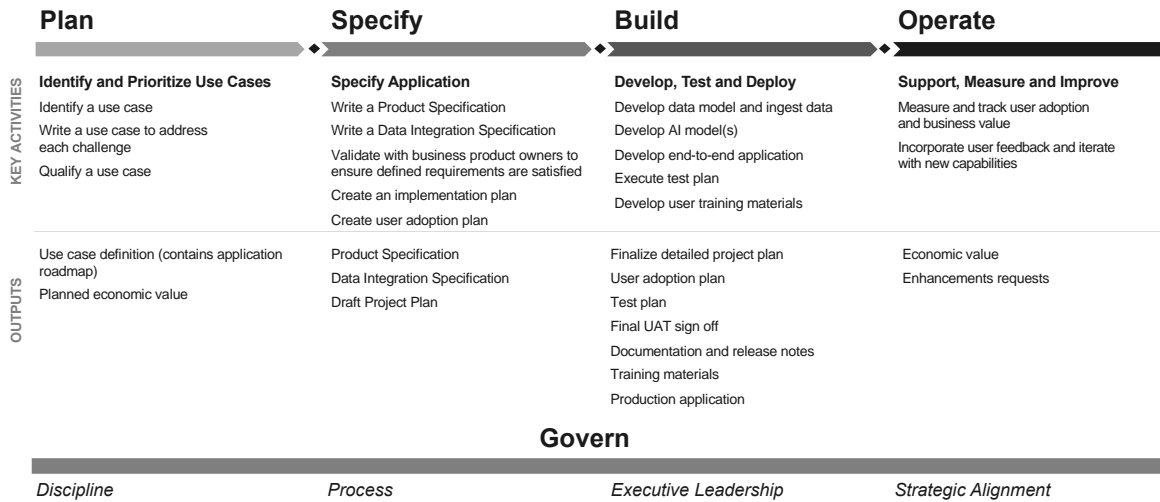 Plan
Specify
Build
Operate
KEY ACTIVITIES
Identify and Prioritize Use Cases
Identify a use case
Write a use case to address
each challenge
Qualify a use case
Specify Application
Write a Product Specification
Write a Data Integration Specification
Validate with business product owners to
ensure defined requirements are satisfied
Create an implementation plan
Create user adoption plan
Develop, Test and Deploy
Develop data model and ingest data
Develop AI model(s)
Develop end-to-end application
Execute test plan
Develop user training materials
Support, Measure and Improve
Measure and track user adoption
and business value
Incorporate user feedback and iterate
with new capabilities
OUTPUTS
Use case definition (contains application
roadmap)
Planned economic value
Product Specification
Data Integration Specification
Draft Project Plan
Finalize detailed project plan
User adoption plan
Test plan
Final UAT sign off
Documentation and release notes
Training materials
Production application
Economic value
Enhancements requests
Govern
Discipline
Process
Executive Leadership
Strategic Alignment